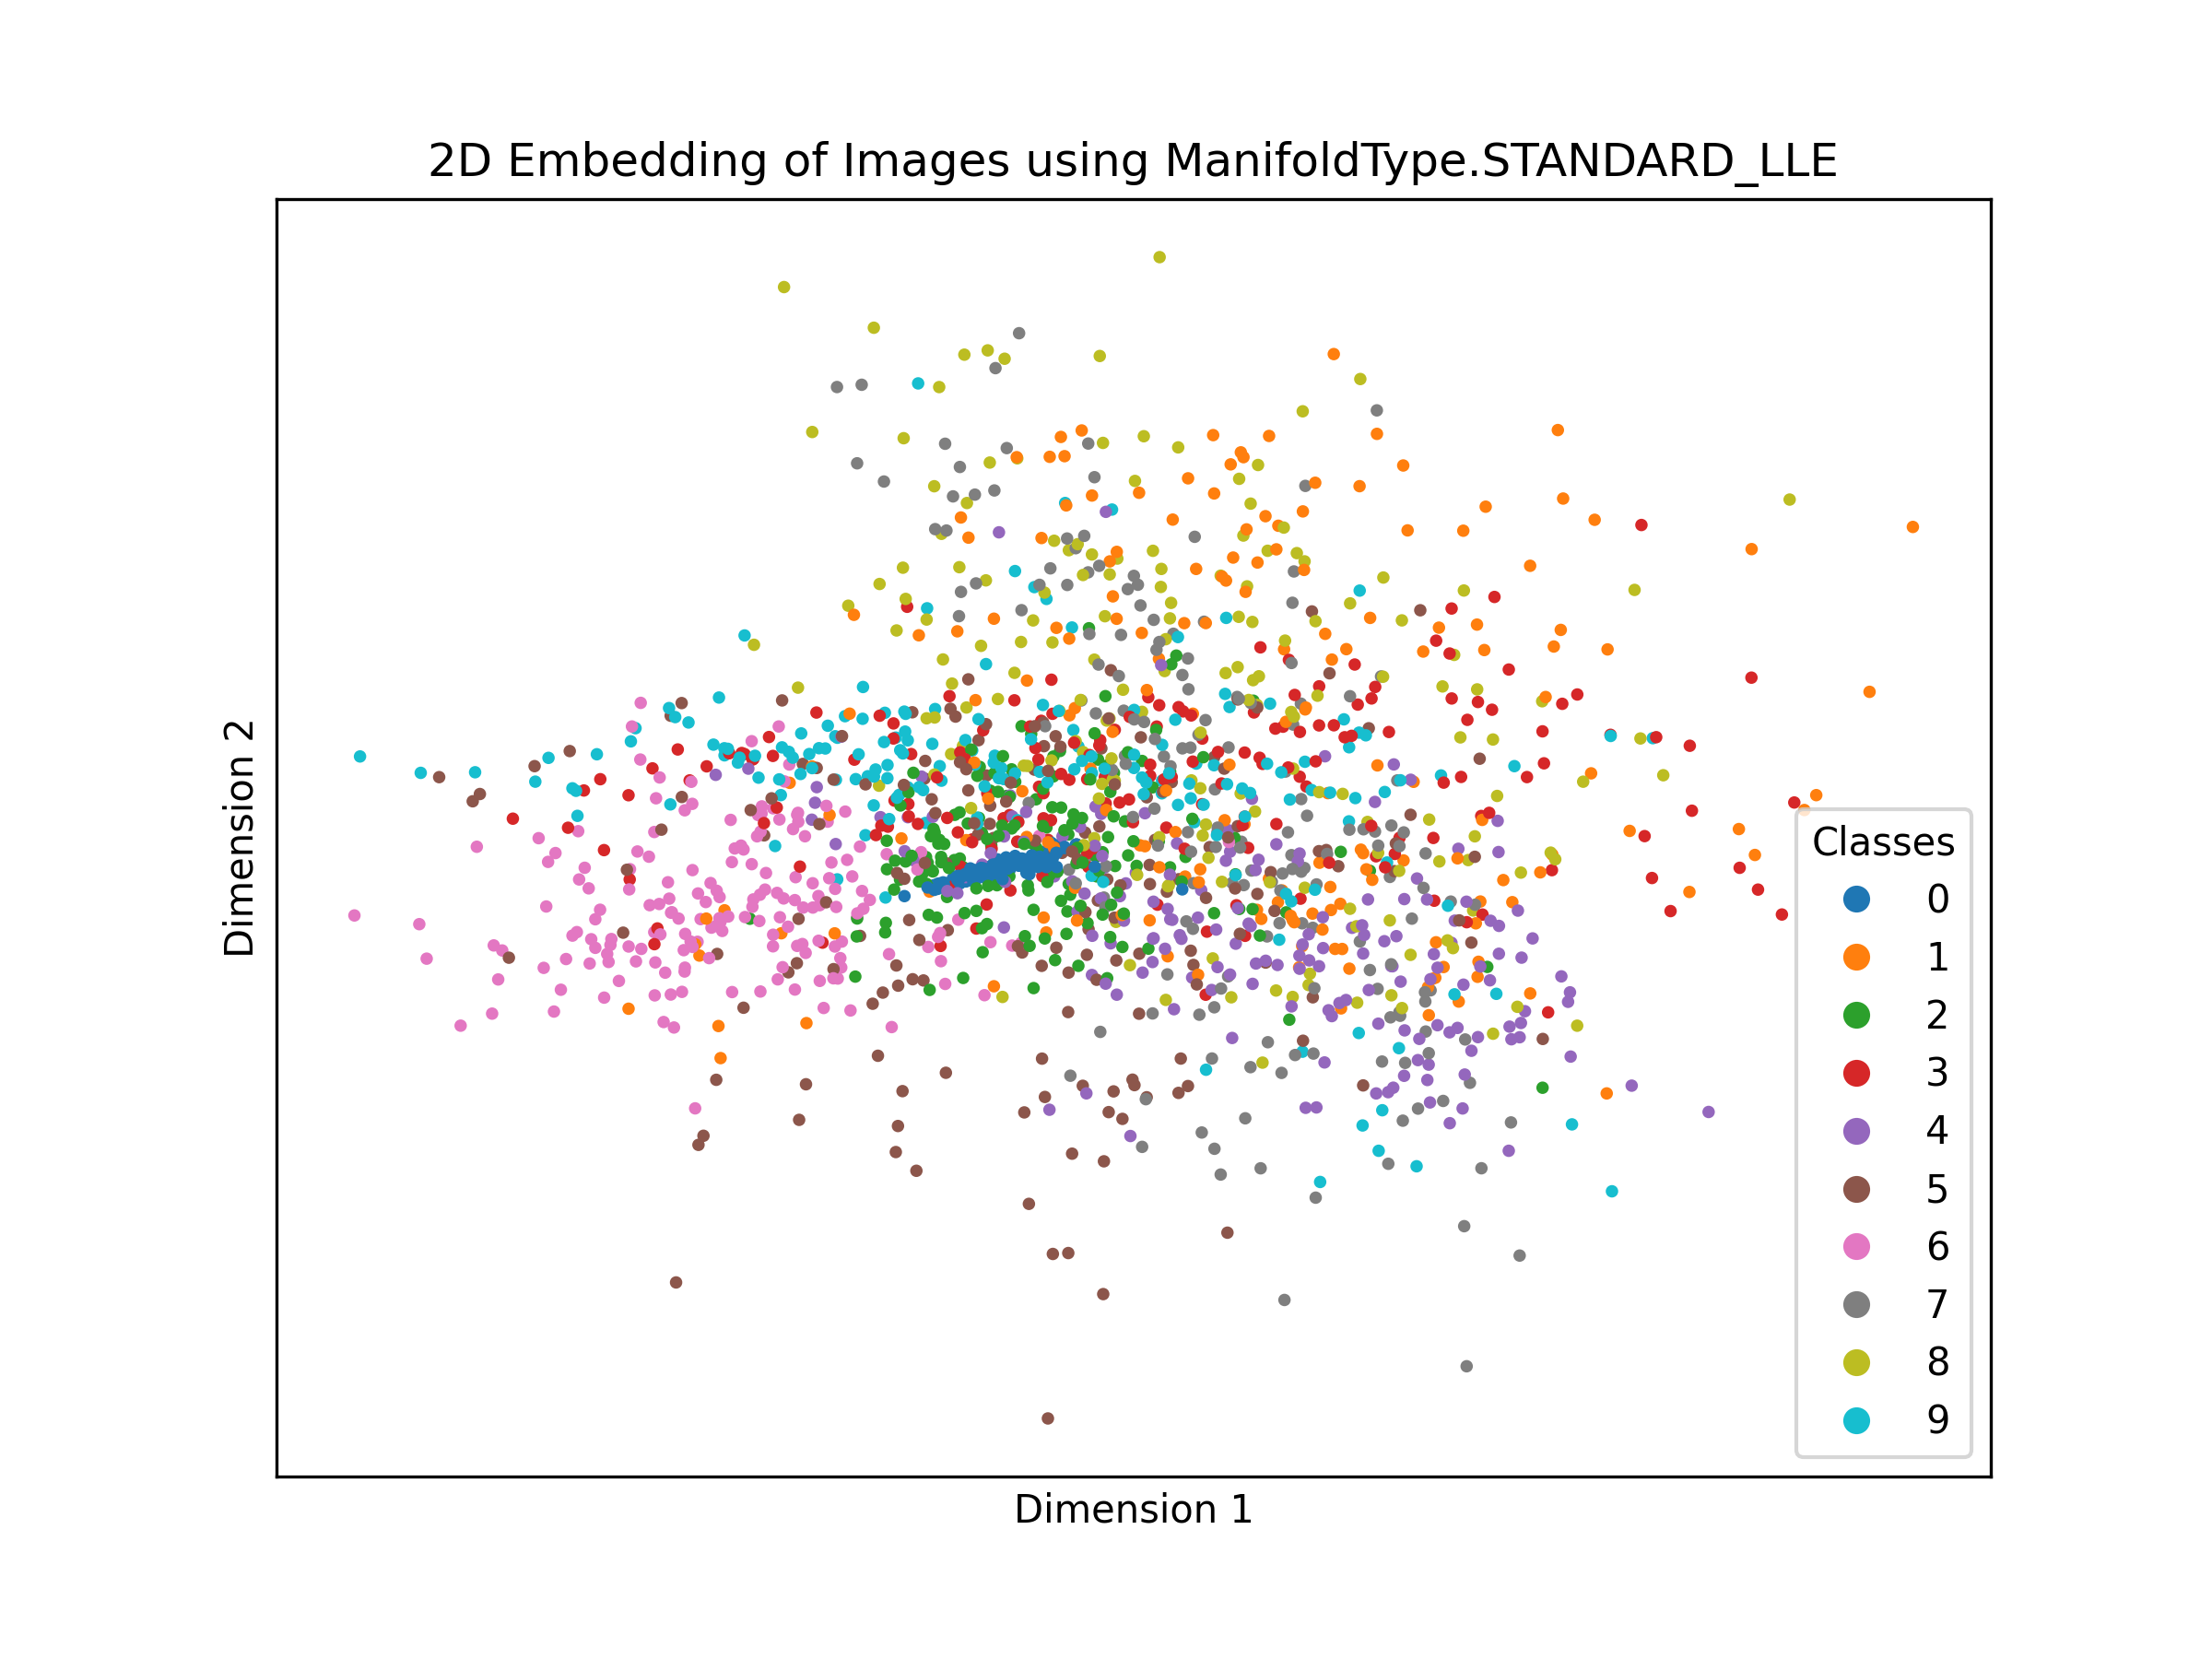 2D Embedding of Images using ManifoldType.STANDARD_LLE
Dimension 2
Classes
0
1
2
3
4
5
6
7
8
9
Dimension 1